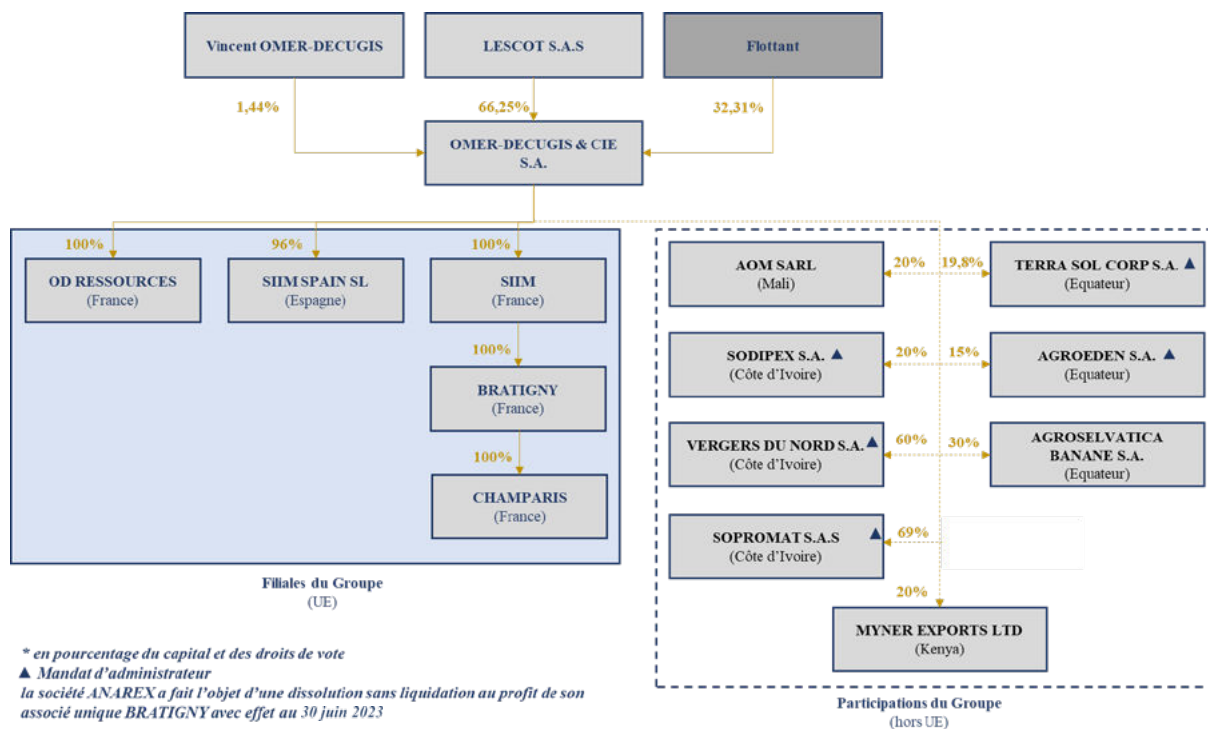 Vincent OMER-DECUGIS
LESCOT S.A.S
Flottant
1,44%
66,25%
32,31%
OMER-DECUGIS & CIE
S.A.
100%
96%
100%
OD RESSOURCES
(France)
SIIM SPAIN SL
(Espagne)
SIIM
(France)
100%
BRATIGNY
(France)
100%
CHAMPARIS
(France)
Filiales du Groupe
(UE)
AOM SARL
(Mali)
20%
19,8%
TERRA SOL CORP S.A. ▲
(Equateur)
SODIPEX S.A. ▲
(Côte d'Ivoire)
20%
15%
AGROEDEN S.A. ▲
(Equateur)
VERGERS DU NORD S.A. ▲
(Côte d'Ivoire)
60%
30%
AGROSELVATICA
BANANE S.A.
(Equateur)
SOPROMAT S.A.S ▲
(Côte d'Ivoire)
69%
20%
MYNER EXPORTS LTD
(Kenya)
Participations du Groupe
(hors UE)
* en pourcentage du capital et des droits de vote
▲ Mandat d'administrateur
la société ANAREX a fait l'objet d'une dissolution sans liquidation au profit de son
associé unique BRATIGNY avec effet au 30 juin 2023